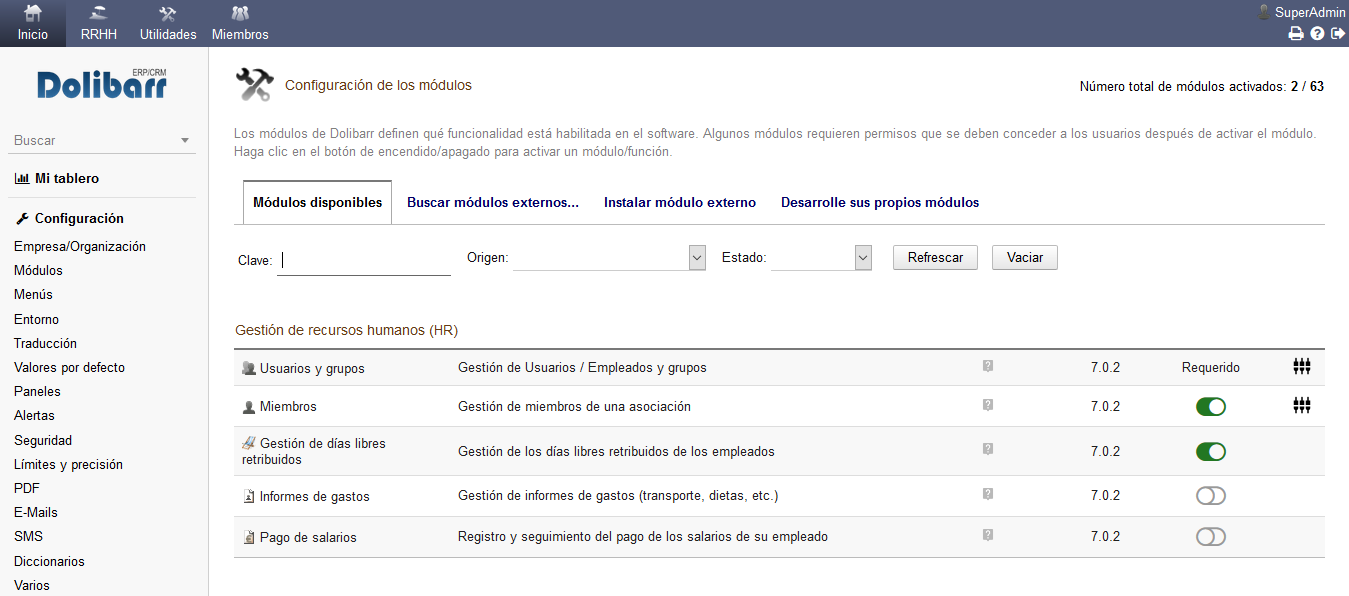 Inicio
RRHH
Utilidades
Miembros
SuperAdmin
Dolibarr ERP/CRM
Buscar
Mi tablero
Configuración
Empresa/Organización
Módulos
Menús
Entorno
Traducción
Valores por defecto
Paneles
Alertas
Seguridad
Límites y precisión
PDF
E-Mails
SMS
Diccionarios
Varios
Configuración de los módulos
Número total de módulos activados: 2 / 63
Los módulos de Dolibarr definen qué funcionalidad está habilitada en el software. Algunos módulos requieren permisos que se deben conceder a los usuarios después de activar el módulo.
Haga clic en el botón de encendido/apagado para activar un módulo/función.
Módulos disponibles
Buscar módulos externos...
Instalar módulo externo
Desarrolle sus propios módulos
Clave:
Origen:
Estado:
Refrescar
Vaciar
Gestión de recursos humanos (HR)
Usuarios y grupos Gestión de Usuarios / Empleados y grupos ? 7.0.2 Requerido
Miembros Gestión de miembros de una asociación ? 7.0.2
Gestión de días libres
retribuidos
Gestión de los días libres retribuidos de los empleados ? 7.0.2
Informes de gastos Gestión de informes de gastos (transporte, dietas, etc.) ? 7.0.2
Pago de salarios Registro y seguimiento del pago de los salarios de su empleado ? 7.0.2